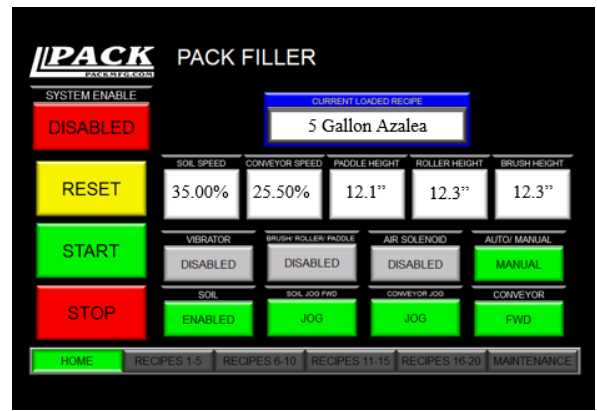 PACK
PACKMFG.COM
PACK FILLER
SYSTEM ENABLE
DISABLED
CURRENT LOADED RECIPE
5 Gallon Azalea
RESET
SOIL SPEED CONVEYOR SPEED PADDLE HEIGHT ROLLER HEIGHT BRUSH HEIGHT
35.00% 25.50% 12.1” 12.3” 12.3”
START
VIBRATOR BRUSH/ ROLLER/ PADDLE AIR SOLENOID AUTO/ MANUAL
DISABLED DISABLED DISABLED MANUAL
STOP
SOIL SOIL JOG FWD CONVEYOR JOG CONVEYOR
ENABLED JOG JOG FWD
HOME RECIPES 1-5 RECIPES 6-10 RECIPES 11-15 RECIPES 16-20 MAINTENANCE